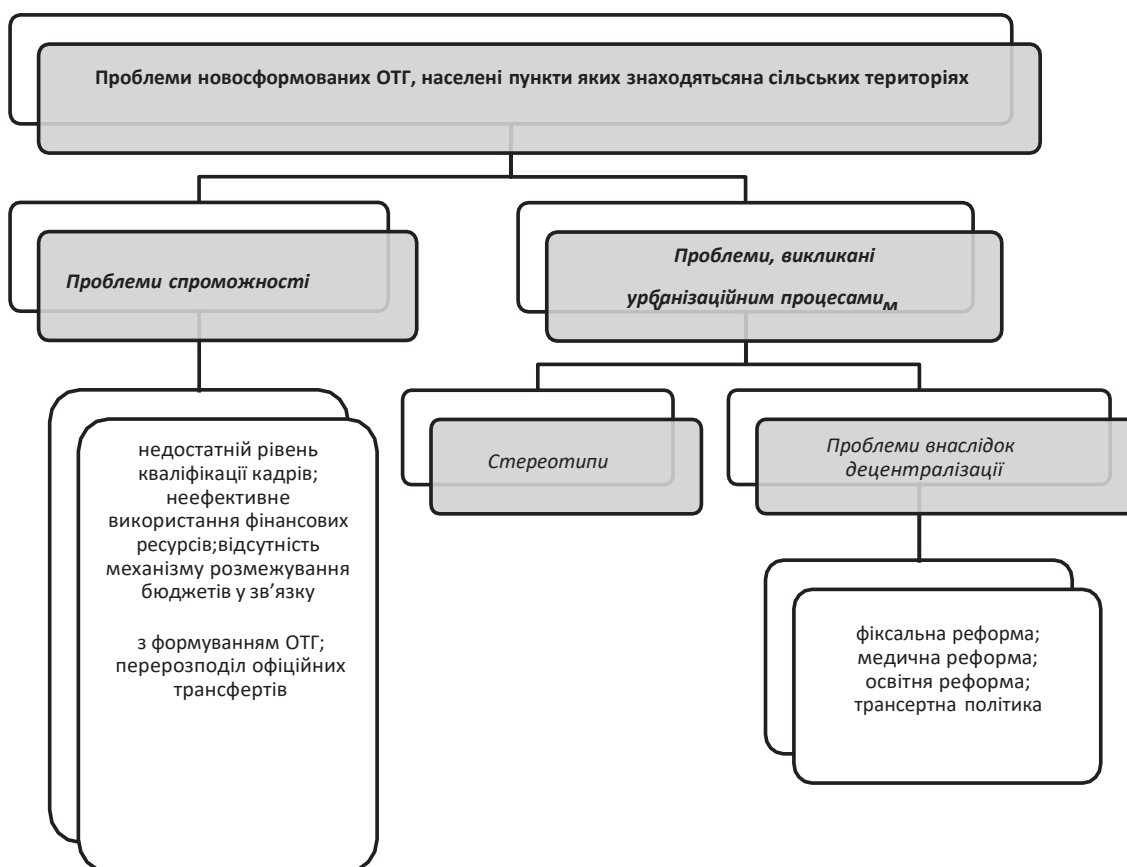 Проблеми новосформованих ОТГ, населені пункти яких знаходятьсяна сільських територіях
Проблеми спроможності
Проблеми, викликані
урбанізаційним процесами
м
Стереотипи
Проблеми внаслідок
децентралізації
недостатній рівень
кваліфікації кадрів;
неефективне
використання фінансових
ресурсів;відсутність
механізму розмежування
бюджетів у зв’язку
з формуванням ОТГ;
перерозподіл офіційних
трансфертів
фіксальна реформа;
медична реформа;
освітня реформа;
трансертна політика